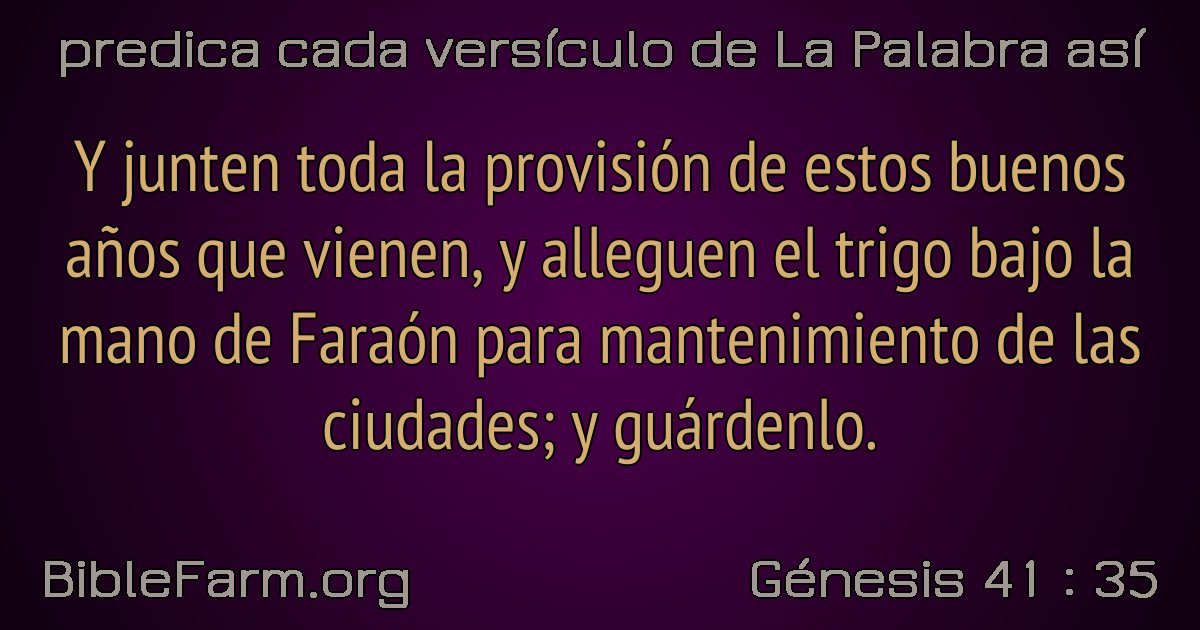 predica cada versículo de La Palabra así
Y junten toda la provisión de estos buenos
años que vienen, y alleguen el trigo bajo la
mano de Faraón para mantenimiento de las
ciudades; y guárdenlo.
BibleFarm.org
Génesis 41 : 35